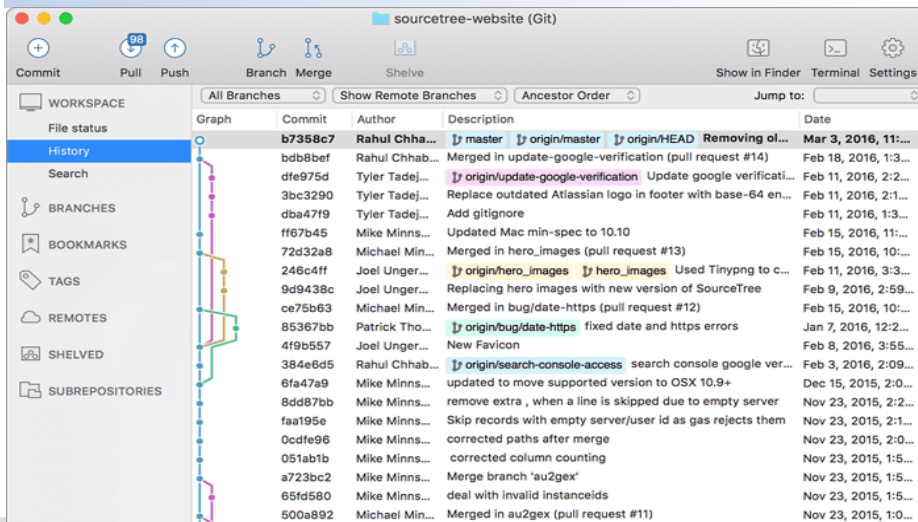 sourcetree-website (Git)
98
Commit Pull Push Branch Merge Shelve Show in Finder Terminal Settings
WORKSPACE
File status
History
Search
BRANCHES
BOOKMARKS
TAGS
REMOTES
SHELVED
SUBREPOSITORIES
All Branches Show Remote Branches Ancestor Order Jump to:
Graph Commit Author Description Date
b7358c7 Rahul Chha... master origin/master origin/HEAD Removing ol... Mar 3, 2016, 11:...
bdb8bef Rahul Chhab... Merged in update-google-verification (pull request #14) Feb 18, 2016, 1:3...
dfe975d Tyler Tadej... origin/update-google-verification Update google verificati... Feb 11, 2016, 2:2...
3bc3290 Tyler Tadej... Replace outdated Atlassian logo in footer with base-64 en... Feb 11, 2016, 2:1...
dba47f9 Tyler Tadej... Add gitignore Feb 11, 2016, 1:3...
ff67b45 Mike Minns... Updated Mac min-spec to 10.10 Feb 15, 2016, 11:...
72d32a8 Michael Min... Merged in hero_images (pull request #13) Feb 15, 2016, 10:...
246c4ff Joel Unger... origin/hero_images hero_images Used Tinypng to c... Feb 11, 2016, 3:3...
9d9438c Joel Unger... Replacing hero images with new version of SourceTree Feb 9, 2016, 2:59...
ce75b63 Michael Min... Merged in bug/date-https (pull request #12) Feb 15, 2016, 10:...
85367bb Patrick Tho... origin/bug/date-https fixed date and https errors Jan 7, 2016, 12:2...
4f9b557 Joel Unger... New Favicon Feb 8, 2016, 3:55...
384e6d5 Rahul Chhab... origin/search-console-access search console google ver... Feb 3, 2016, 2:09...
6fa47a9 Mike Minns... updated to move supported version to OSX 10.9+ Dec 15, 2015, 2:0...
8dd87bb Mike Minns... remove extra , when a line is skipped due to empty server Nov 23, 2015, 2:2...
faa195e Mike Minns... Skip records with empty server/user id as gas rejects them Nov 23, 2015, 2:1...
0cdfe96 Mike Minns... corrected paths after merge Nov 23, 2015, 2:0...
051ab1b Mike Minns... corrected column counting Nov 23, 2015, 1:5...
a723bc2 Mike Minns... Merge branch 'au2gex' Nov 23, 2015, 1:5...
65fd580 Mike Minns... deal with invalid instanceids Nov 23, 2015, 1:5...
500a892 Michael Min... Merged in au2gex (pull request #11) Nov 23, 2015, 1:0...